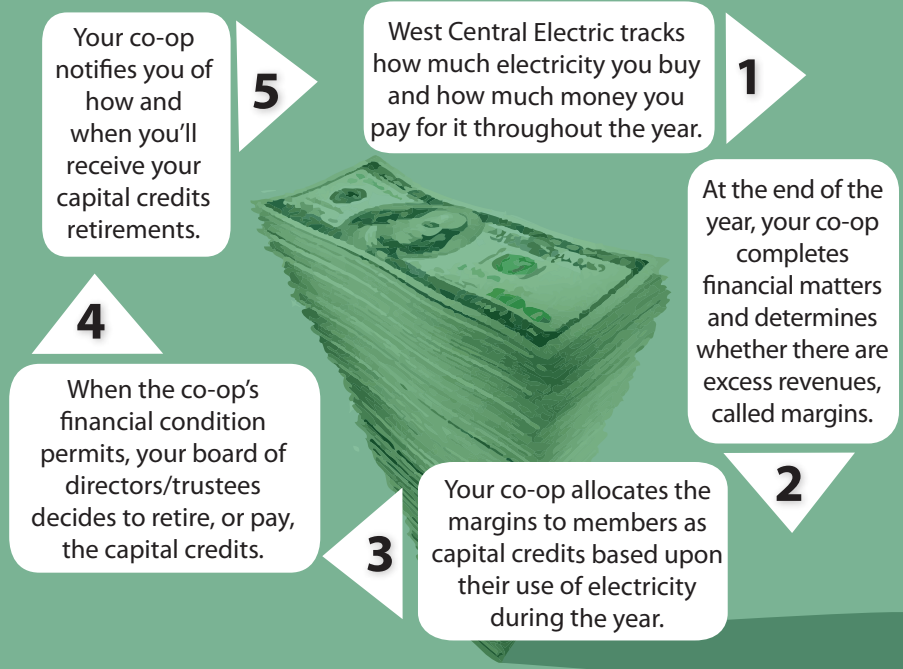 West Central Electric tracks
how much electricity you buy
and how much money you
pay for it throughout the year.
1
At the end of the
year, your co-op
completes
financial matters
and determines
whether there are
excess revenues,
called margins.
2
Your co-op allocates the
margins to members as
capital credits based upon
their use of electricity
during the year.
3
When the co-op's
financial condition
permits, your board of
directors/trustees
decides to retire, or pay,
the capital credits.
4
Your co-op
notifies you of
how and
when you'll
receive your
capital credits
retirements.
5
100